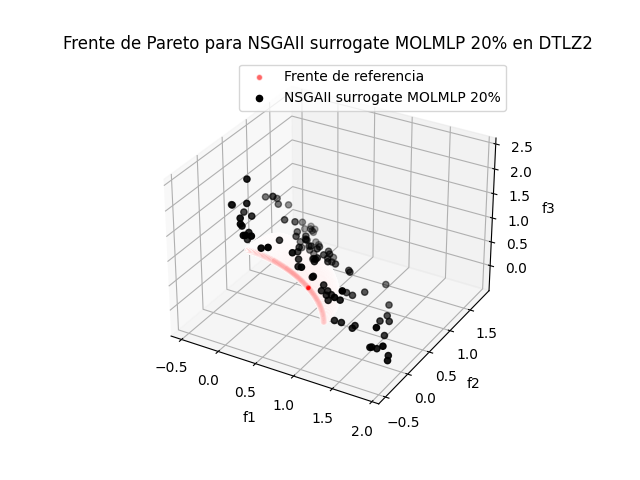 Frente de Pareto para NSGAII surrogate MOLMLP 20% en DTLZ2
Frente de referencia
NSGAII surrogate MOLMLP 20%
2.5
2.0
1.5
1.0
0.5
0.0
f3
−0.5
0.0
0.5
1.0
1.5
2.0
f1
−0.5
0.0
0.5
1.0
1.5
f2